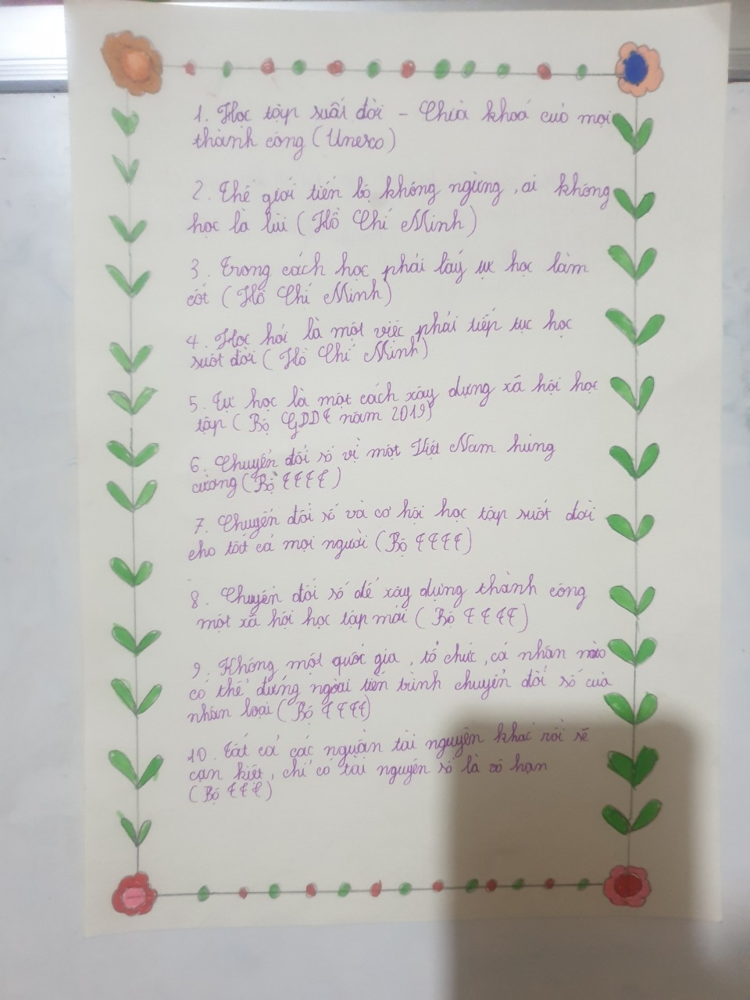 1. Học tập suất đời - Chìa khoá củả mọi
thành công (Unesco)
2. Thế giới tiến bộ không ngừng, ai không
học là lùi (Hồ Chí Minh)
3. Trong cách học phải lấy tự học làm
cốt (Hồ Chí Minh)
4. Học hỏi là một việc phải tiếp tục học
suốt đời (Hồ Chí Minh)
5. Tự học là một cách xây dựng xã hội học
tập (Bộ GDDT năm 2019)
6. Chuyển đổi số vì một Việt Nam hùng
cường (Bộ TTTT)
7. Chuyển đổi số và cơ hội học tập suốt đời
cho tất cả mọi người (Bộ TTTT)
8. Chuyển đổi số để xây dựng thành công
một xã hội học tập mới (Bộ TTTT)
9. Không một quốc gia, tổ chức, cá nhân nào
có thể đứng ngoài tiến trình chuyển đổi số của
nhân loại (Bộ TTTT)
10. Tất cả các nguồn tài nguyên khác rồi sẽ
cạn kiệt, chỉ có tài nguyên số là vô hạn
(Bộ TTT)